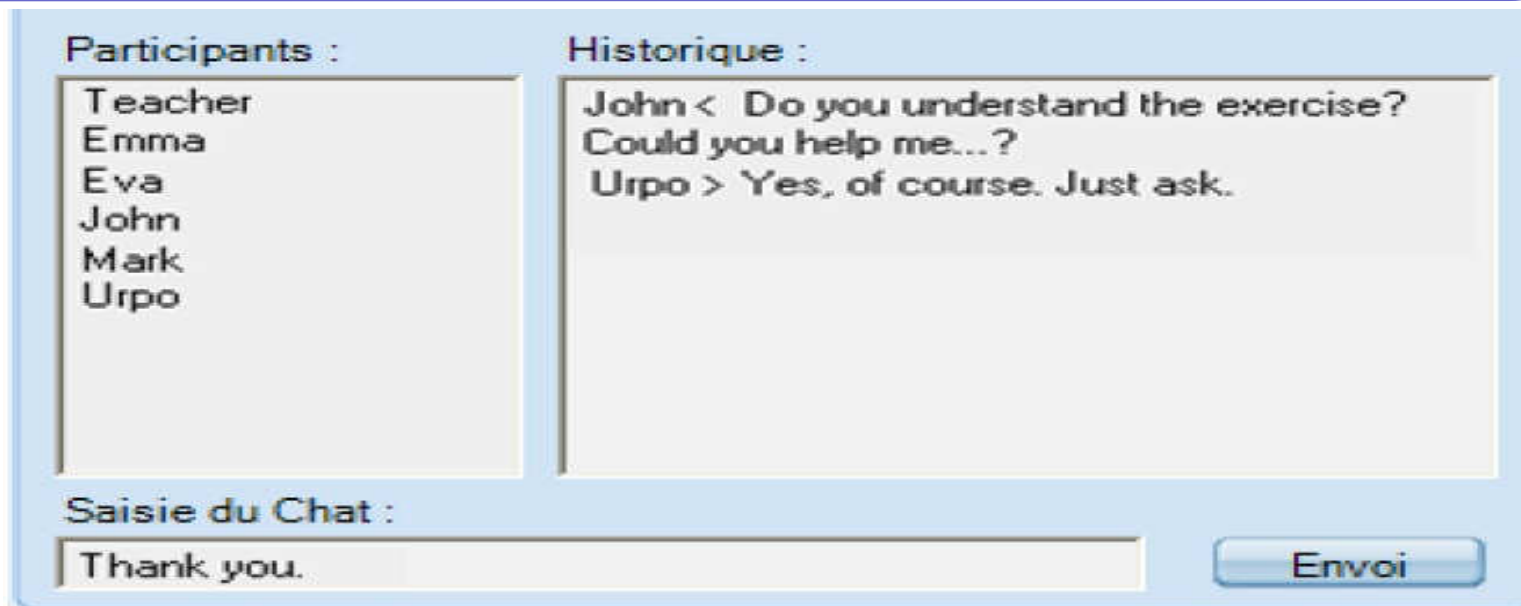 Participants :
Teacher
Emma
Eva
John
Mark
Urpo
Historique :
John < Do you understand the exercise?
Could you help me...?
Urpo > Yes, of course. Just ask.
Saisie du Chat :
Thank you.
Envoi